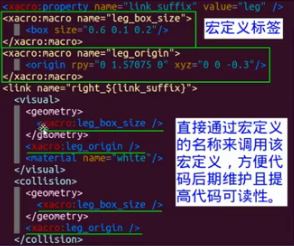 <xacro:property name="link_suffix" value="leg" />
<xacro:macro name="leg_box_size">
<box size="0.6 0.1 0.2"/>
</xacro:macro>
<xacro:macro name="leg_origin">
<origin rpy="0 1.57075 0" xyz="0 0 -0.3"/>
</xacro:macro>
<link name="right_${link_suffix}">
<visual>
<geometry>
<xacro:leg_box_size />
</geometry>
<xacro:leg_origin />
<material name="white"/>
</visual>
<collision>
<geometry>
<xacro:leg_box_size />
</geometry>
<xacro:leg_origin />
</collision>
宏定义标签
直接通过宏定义
的名称来调用该
宏定义，方便代
码后期维护且提
高代码可读性。